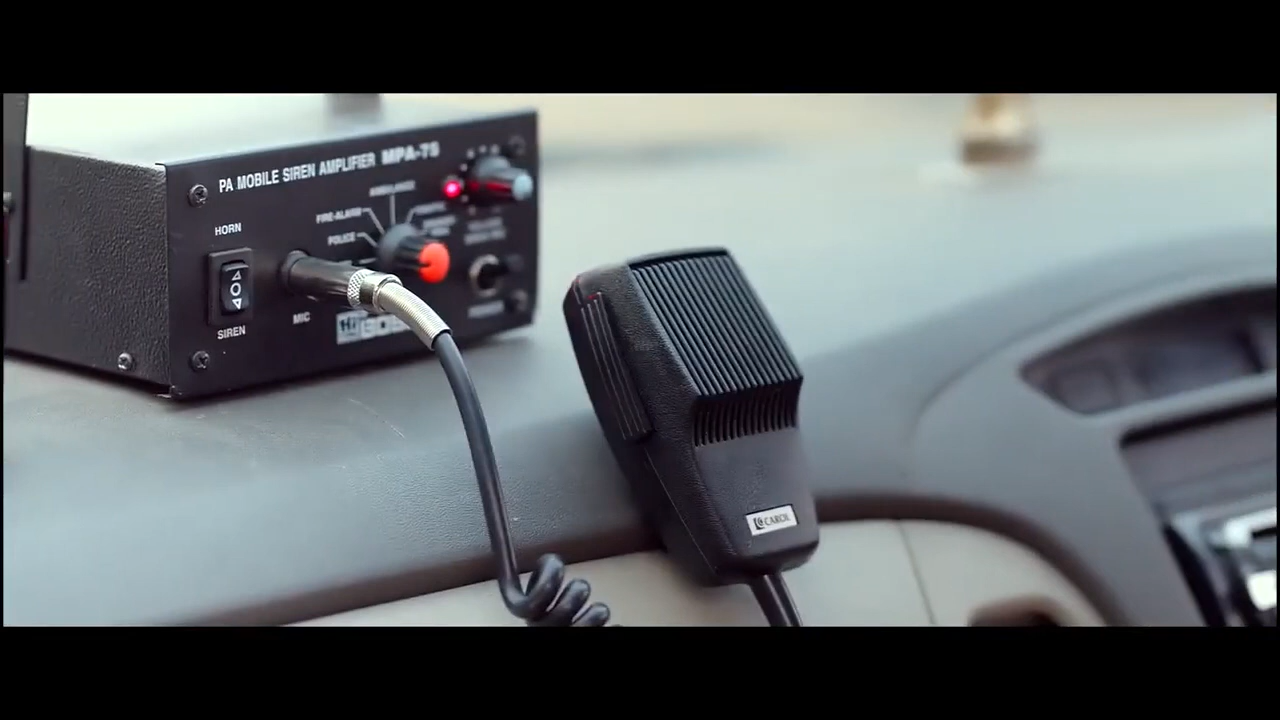 PA MOBILE SIREN AMPLIFIER MPA-75
HORN
AMBULANCE
FIRE-ALARM
POLICE
MIC
SIREN
CAROL